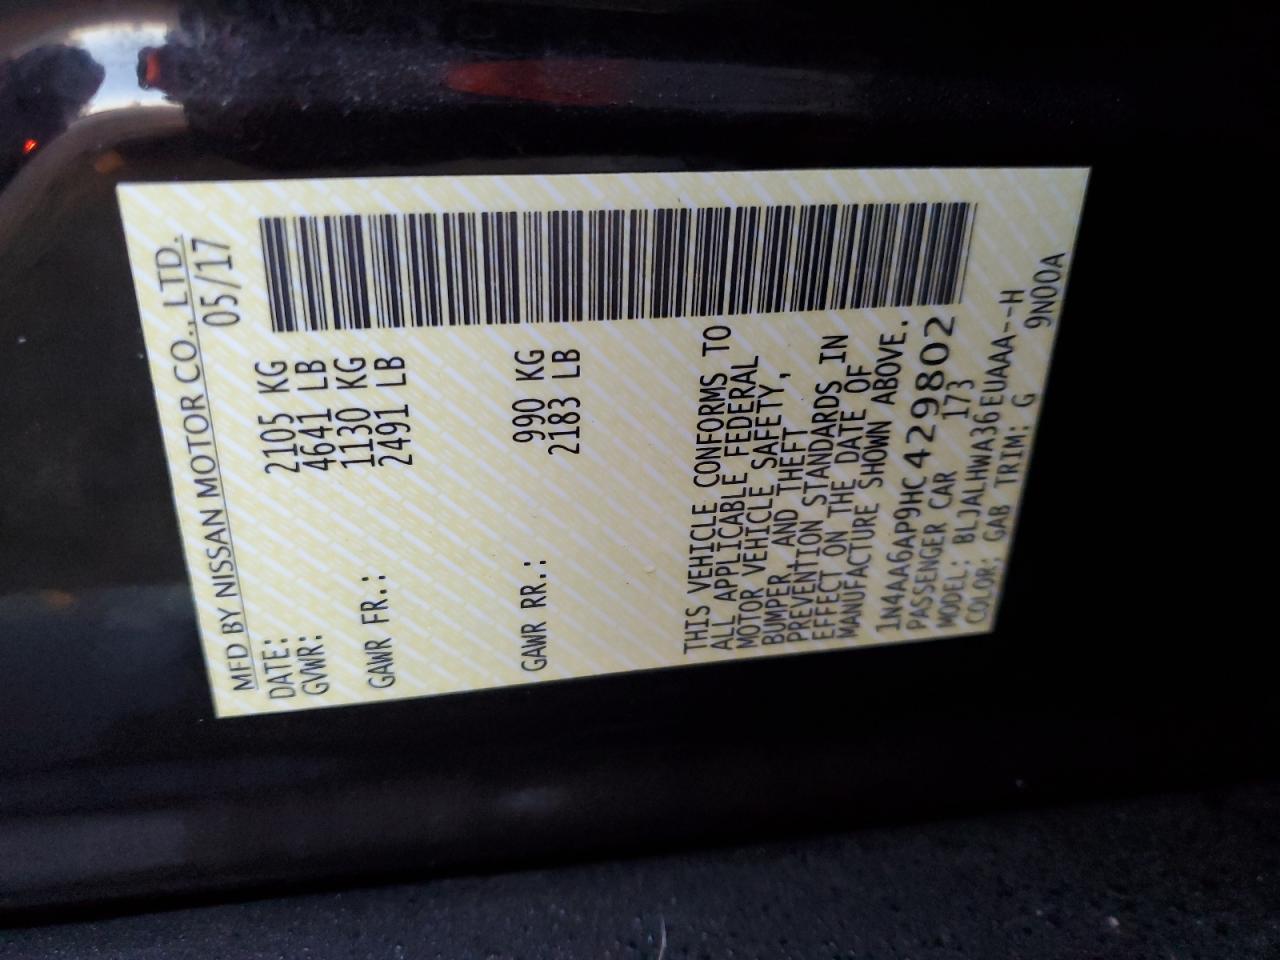 MFD BY NISSAN MOTOR CO., LTD.
DATE: 05/17
GVWR: 2105 KG
4641 LB
GAWR FR.: 1130 KG
2491 LB
GAWR RR.: 990 KG
2183 LB
THIS VEHICLE CONFORMS TO
ALL APPLICABLE FEDERAL
MOTOR VEHICLE SAFETY,
BUMPER, AND THEFT
PREVENTION STANDARDS IN
EFFECT ON THE DATE OF
MANUFACTURE SHOWN ABOVE.
1N4AA6AP9HC429802
PASSENGER CAR 173
MODEL: BLJALHWA36EUAAA--H
COLOR: GAB TRIM: G
9N00A